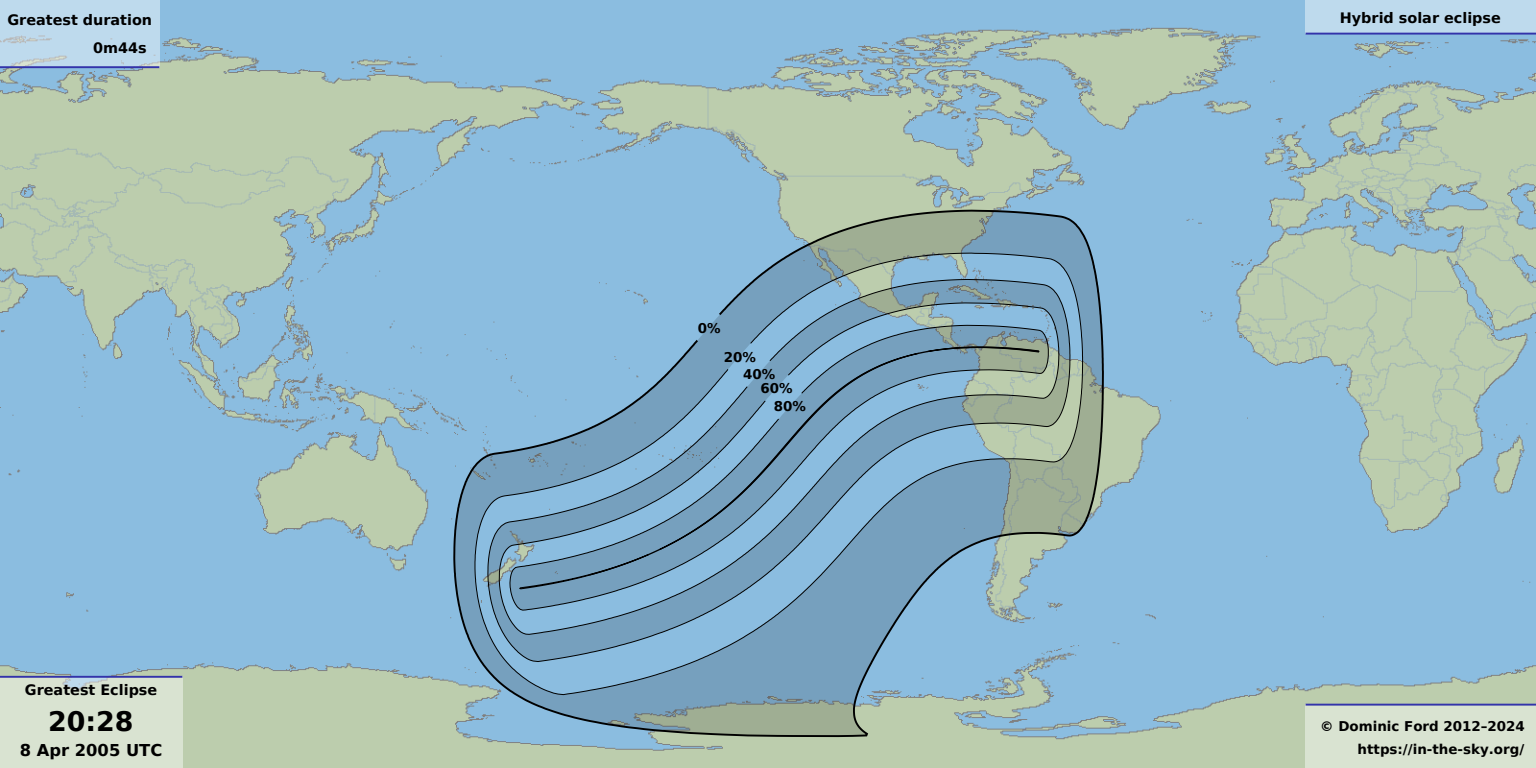 Greatest duration
0m44s
Hybrid solar eclipse
0%
20%
40%
60%
80%
Greatest Eclipse
20:28
8 Apr 2005 UTC
© Dominic Ford 2012–2024
https://in-the-sky.org/